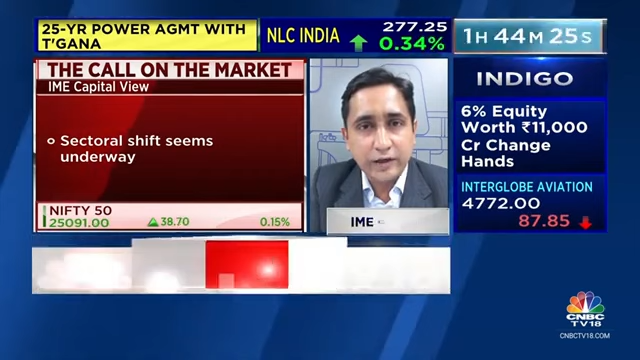 25-YR POWER AGMT WITH
T'GANA
NLC INDIA
277.25
0.34%
1H 44M 25S
THE CALL ON THE MARKET
IME Capital View
Sectoral shift seems
underway
NIFTY 50
25091.00
38.70
0.15%
IME
INDIGO
6% Equity
Worth ₹11,000
Cr Change
Hands
INTERGLOBE AVIATION
4772.00
87.85
CNBC
TV18
CNBCTV18.COM